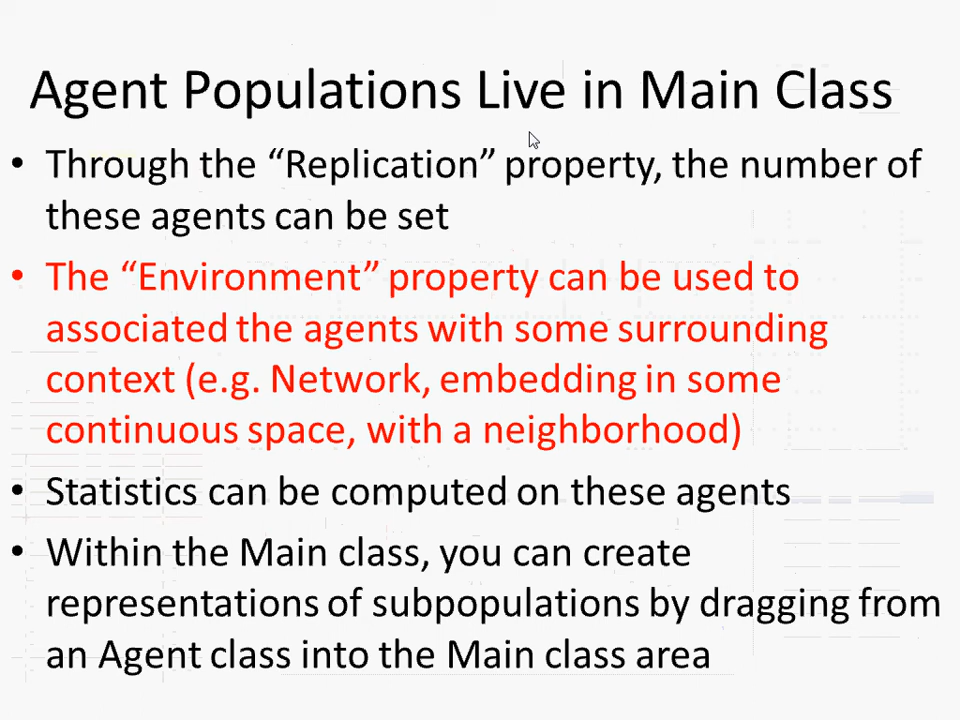 Agent Populations Live in Main Class
• Through the “Replication” property, the number of
these agents can be set
• The “Environment” property can be used to
associated the agents with some surrounding
context (e.g. Network, embedding in some
continuous space, with a neighborhood)
• Statistics can be computed on these agents
• Within the Main class, you can create
representations of subpopulations by dragging from
an Agent class into the Main class area